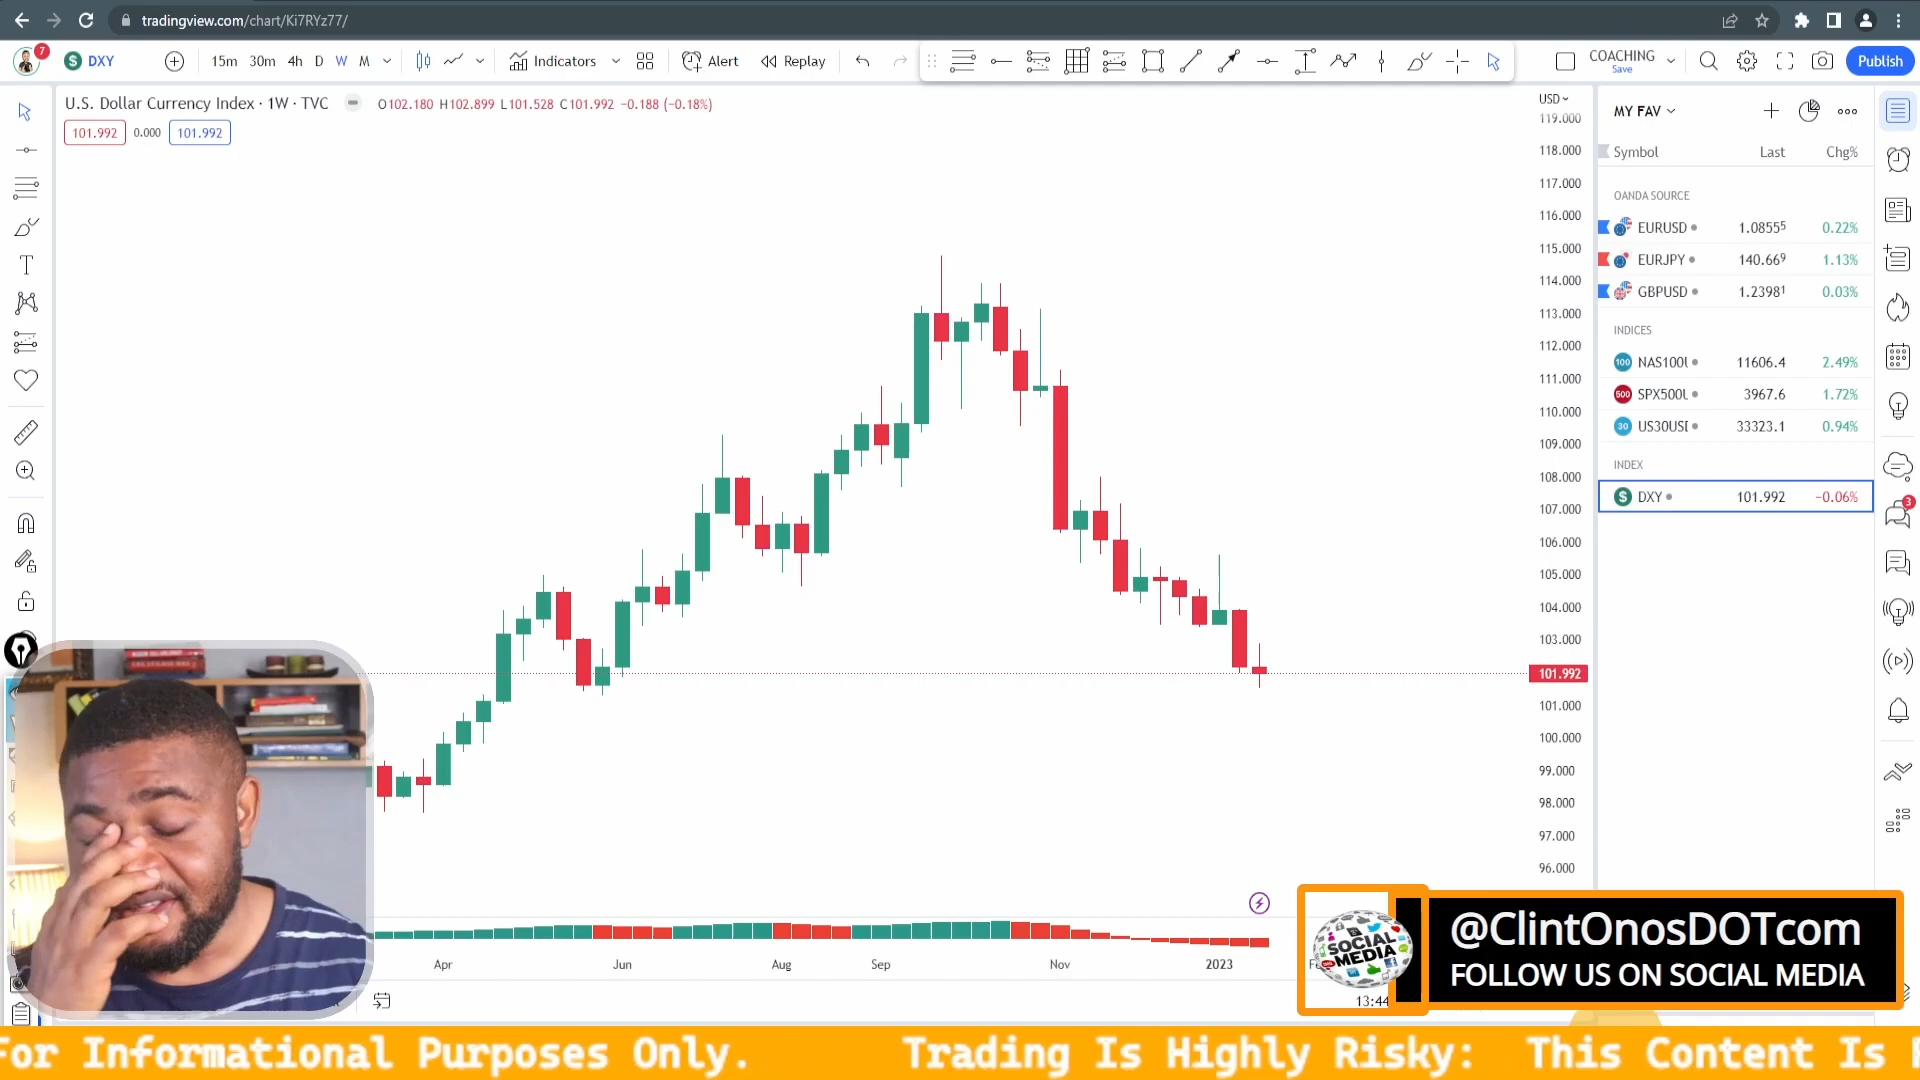 tradingview.com/chart/Ki7RYz77/
7
DXY
15m 30m 4h D W M
Indicators
Alert
Replay
COACHING
Save
Publish
U.S. Dollar Currency Index · 1W · TVC
O102.180 H102.899 L101.528 C101.992 −0.188 (−0.18%)
101.992 0.000 101.992
USD
119.000
118.000
117.000
116.000
115.000
114.000
113.000
112.000
111.000
110.000
109.000
108.000
107.000
106.000
105.000
104.000
103.000
101.992
101.000
100.000
99.000
98.000
97.000
96.000
MY FAV
Symbol Last Chg%
OANDA SOURCE
EURUSD 1.08555 0.22%
EURJPY 140.669 1.13%
GBPUSD 1.23981 0.03%
INDICES
100 NAS100U 11606.4 2.49%
500 SPX500U 3967.6 1.72%
30 US30USD 33323.1 0.94%
INDEX
DXY 101.992 −0.06%
3
Apr Jun Aug Sep Nov 2023
13:44
SOCIAL
MEDIA
@ClintOnosDOTcom
FOLLOW US ON SOCIAL MEDIA
For Informational Purposes Only. Trading Is Highly Risky: This Content Is